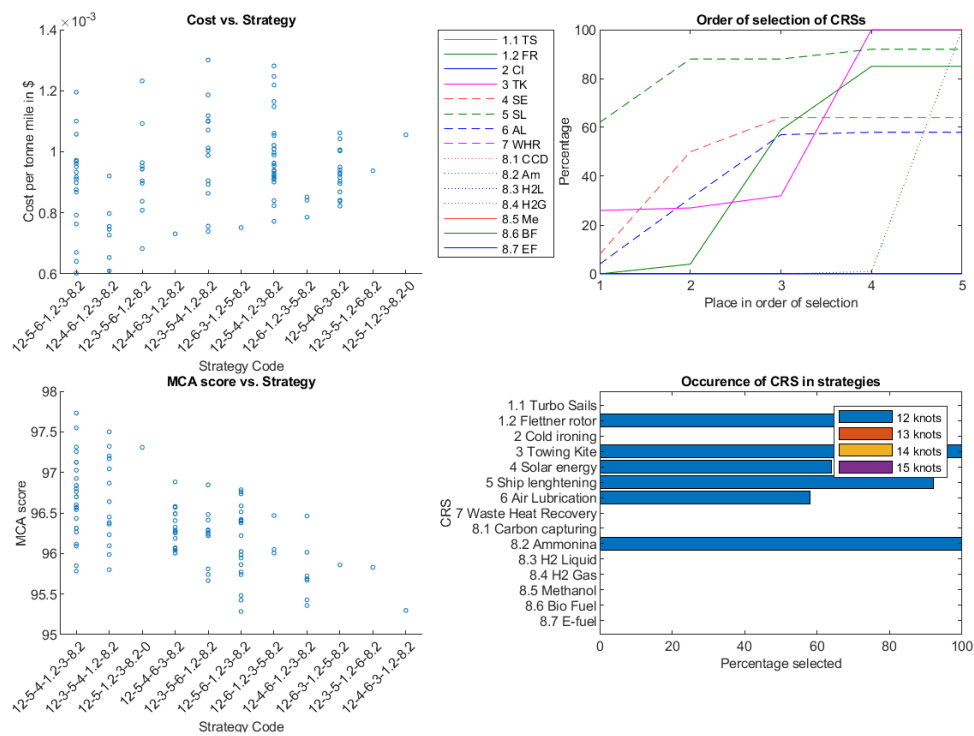 Cost vs. Strategy
×10⁻³
1.4
1.2
1
0.8
0.6
Cost per tonne mile in $
12-5-6-1.2-3-8.2
12-4-6-1.2-3-8.2
12-3-5-6-1.2-8.2
12-4-6-3-1.2-8.2
12-3-5-4-1.2-8.2
12-6-3-1.2-5-8.2
12-5-4-1.2-3-8.2
12-6-1.2-3-5-8.2
12-5-4-6-3-8.2
12-3-5-1.2-6-8.2
12-5-1.2-3-8.2-0
Strategy Code
1.1 TS
1.2 FR
2 CI
3 TK
4 SE
5 SL
6 AL
7 WHR
8.1 CCD
8.2 Am
8.3 H2L
8.4 H2G
8.5 Me
8.6 BF
8.7 EF
Order of selection of CRSs
100
80
60
40
20
0
Percentage
1 2 3 4 5
Place in order of selection
MCA score vs. Strategy
98
97.5
97
96.5
96
95.5
95
MCA score
12-5-4-1.2-3-8.2
12-3-5-4-1.2-8.2
12-5-1.2-3-8.2-0
12-5-4-6-3-8.2
12-3-5-6-1.2-8.2
12-5-6-1.2-3-8.2
12-6-1.2-3-5-8.2
12-4-6-1.2-3-8.2
12-6-3-1.2-5-8.2
12-3-5-1.2-6-8.2
12-4-6-3-1.2-8.2
Strategy Code
Occurence of CRS in strategies
1.1 Turbo Sails
1.2 Flettner rotor
2 Cold ironing
3 Towing Kite
4 Solar energy
5 Ship lenghtening
6 Air Lubrication
7 Waste Heat Recovery
8.1 Carbon capturing
8.2 Ammonina
8.3 H2 Liquid
8.4 H2 Gas
8.5 Methanol
8.6 Bio Fuel
8.7 E-fuel
CRS
12 knots
13 knots
14 knots
15 knots
0 20 40 60 80 100
Percentage selected